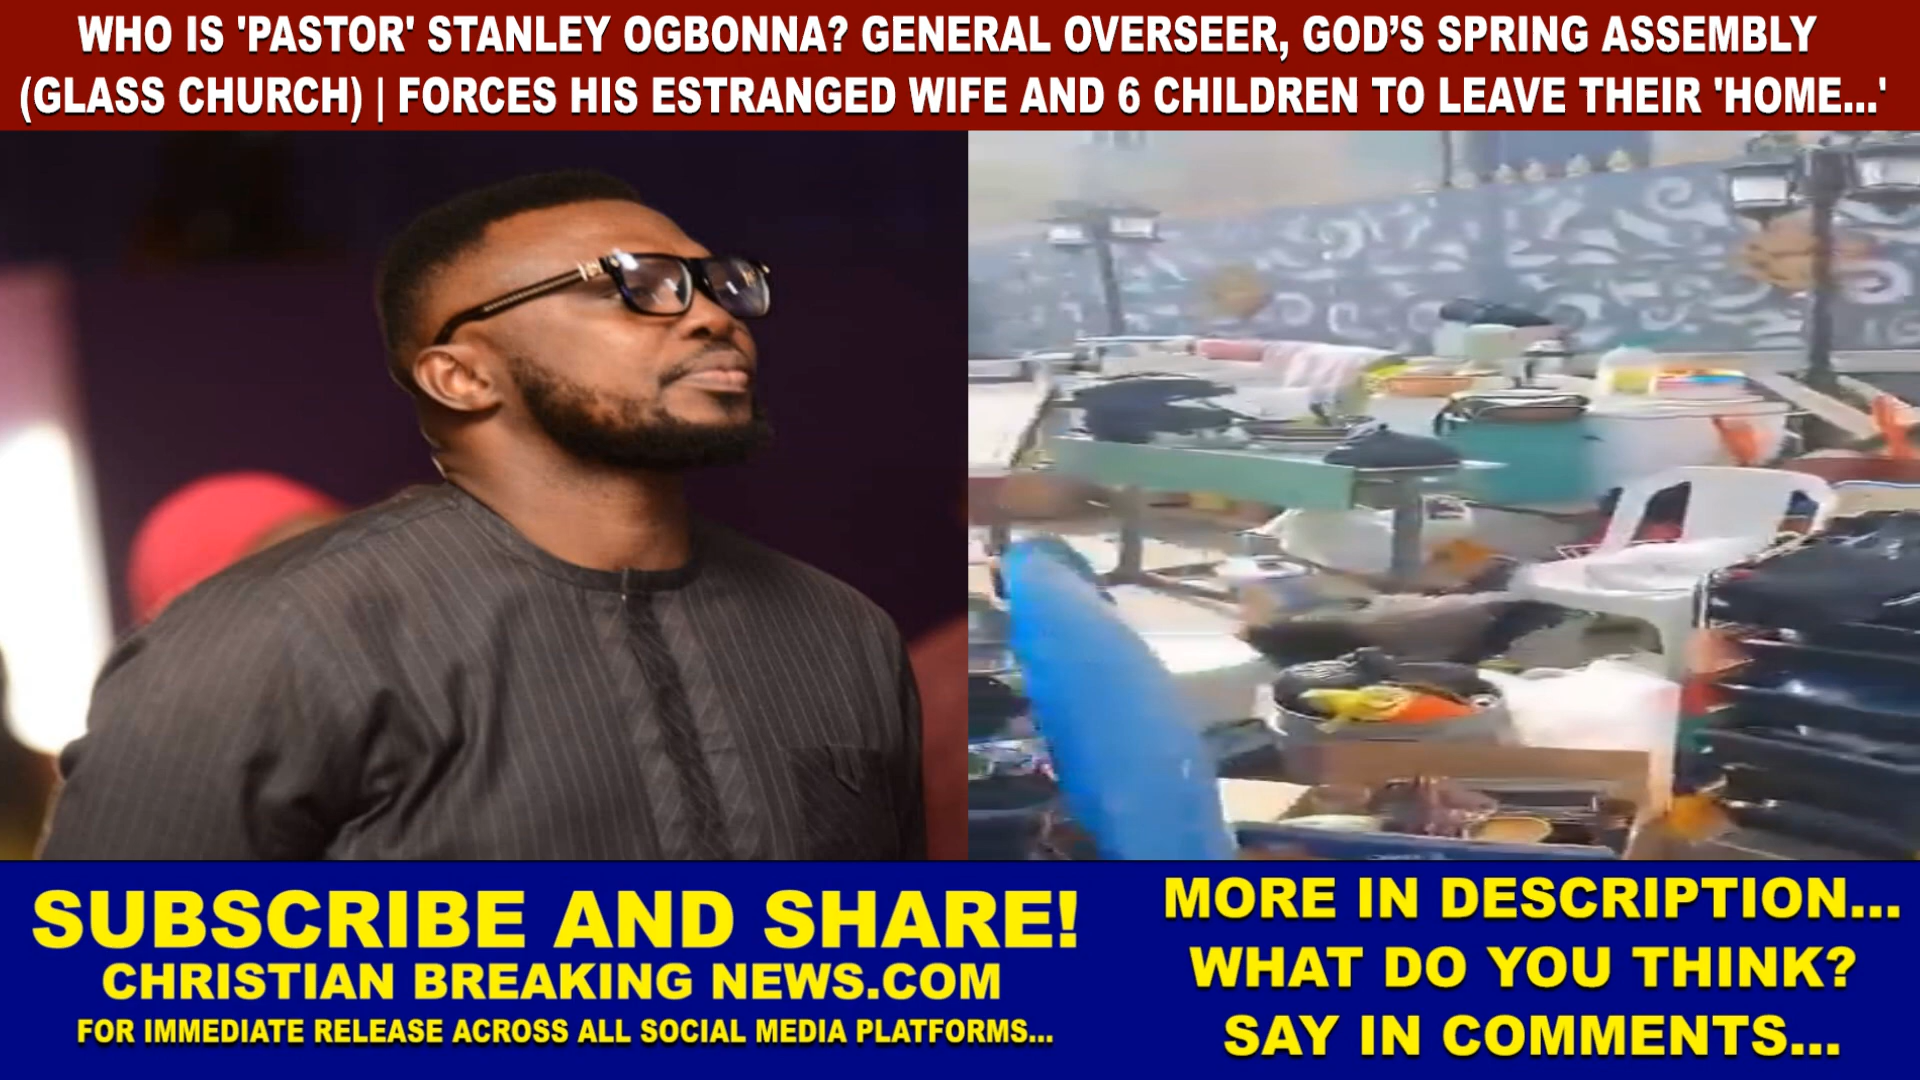 WHO IS 'PASTOR' STANLEY OGBONNA? GENERAL OVERSEER, GOD’S SPRING ASSEMBLY
(GLASS CHURCH) | FORCES HIS ESTRANGED WIFE AND 6 CHILDREN TO LEAVE THEIR 'HOME...'
SUBSCRIBE AND SHARE!
CHRISTIAN BREAKING NEWS.COM
FOR IMMEDIATE RELEASE ACROSS ALL SOCIAL MEDIA PLATFORMS...
MORE IN DESCRIPTION...
WHAT DO YOU THINK?
SAY IN COMMENTS...